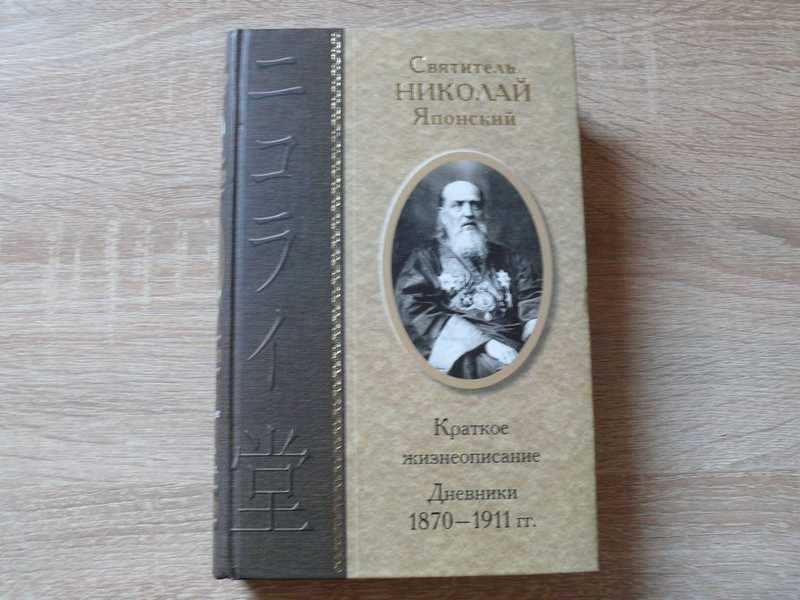 ニコライ堂
Святитель
НИКОЛАЙ
Японский
Краткое
жизнеописание
Дневники
1870–1911 гг.